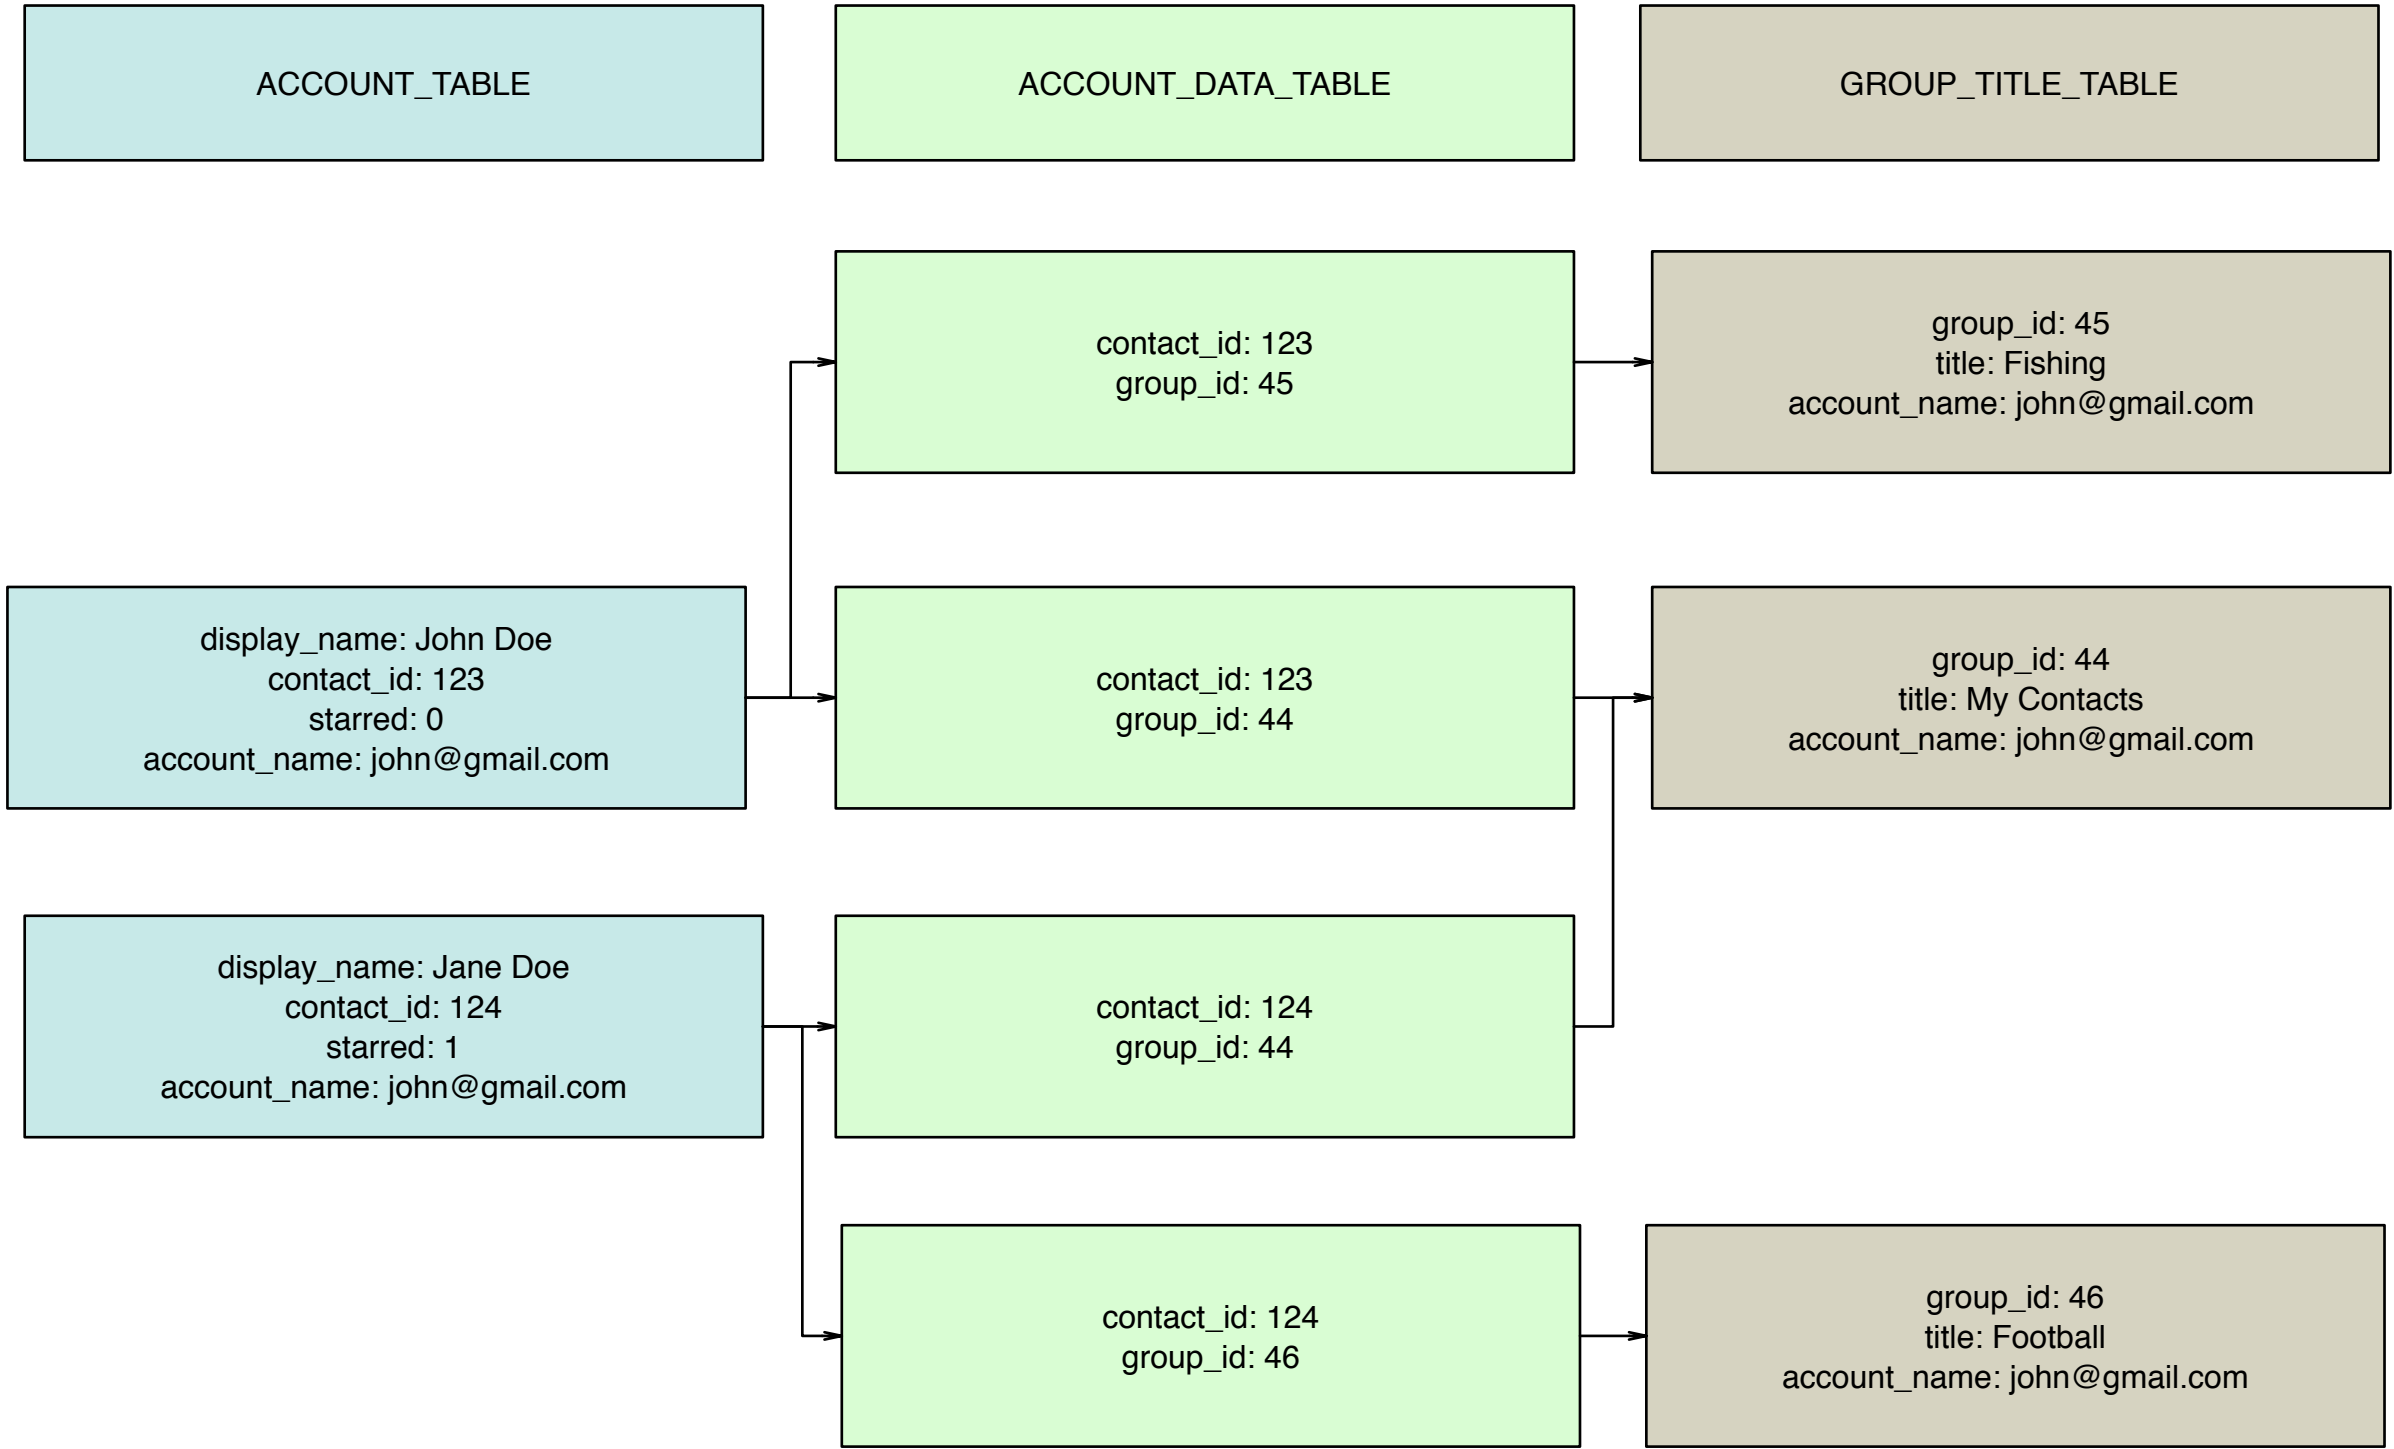 ACCOUNT_TABLE
ACCOUNT_DATA_TABLE
GROUP_TITLE_TABLE
contact_id: 123
group_id: 45
group_id: 45
title: Fishing
account_name: john@gmail.com
display_name: John Doe
contact_id: 123
starred: 0
account_name: john@gmail.com
contact_id: 123
group_id: 44
group_id: 44
title: My Contacts
account_name: john@gmail.com
display_name: Jane Doe
contact_id: 124
starred: 1
account_name: john@gmail.com
contact_id: 124
group_id: 44
contact_id: 124
group_id: 46
group_id: 46
title: Football
account_name: john@gmail.com